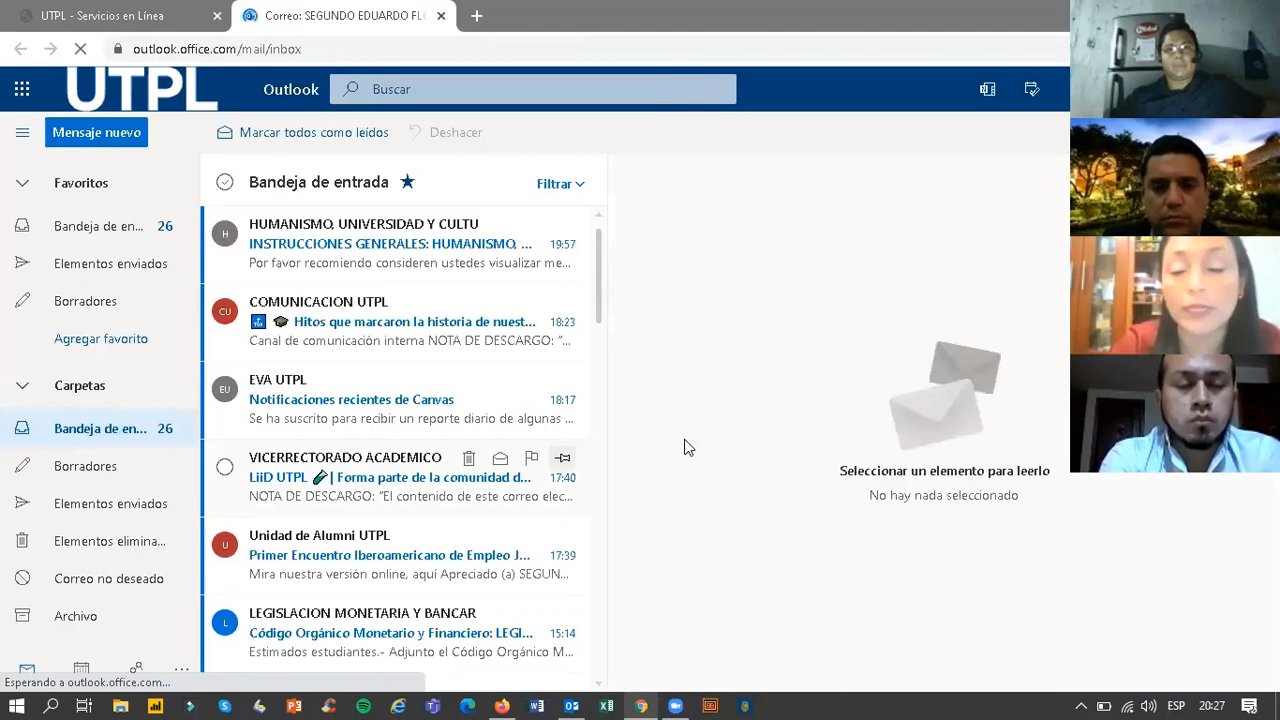 UTPL - Servicios en Línea
Correo: SEGUNDO EDUARDO FLO
outlook.office.com/mail/inbox
UTPL
Outlook
Buscar
Mensaje nuevo
Marcar todos como leídos
Deshacer
Favoritos
Bandeja de en... 26
Elementos enviados
Borradores
Agregar favorito
Carpetas
Bandeja de en... 26
Borradores
Elementos enviados
Elementos elimina...
Correo no deseado
Archivo
Esperando a outlook.office.com...
Bandeja de entrada
Filtrar
H
HUMANISMO, UNIVERSIDAD Y CULTU
INSTRUCCIONES GENERALES: HUMANISMO, ... 19:57
Por favor recomiendo consideren ustedes visualizar me...
CU
COMUNICACION UTPL
Hitos que marcaron la historia de nuest... 18:23
Canal de comunicación interna NOTA DE DESCARGO: "...
EU
EVA UTPL
Notificaciones recientes de Canvas 18:17
Se ha suscrito para recibir un reporte diario de algunas ...
VICERRECTORADO ACADEMICO
LiiD UTPL | Forma parte de la comunidad d... 17:40
NOTA DE DESCARGO: "El contenido de este correo elec...
U
Unidad de Alumni UTPL
Primer Encuentro Iberoamericano de Empleo J... 17:39
Mira nuestra versión online, aquí Apreciado (a) SEGUN...
L
LEGISLACION MONETARIA Y BANCAR
Código Orgánico Monetario y Financiero: LEGI... 15:14
Estimados estudiantes.- Adjunto el Código Orgánico M...
Seleccionar un elemento para leerlo
No hay nada seleccionado
ESP
20:27